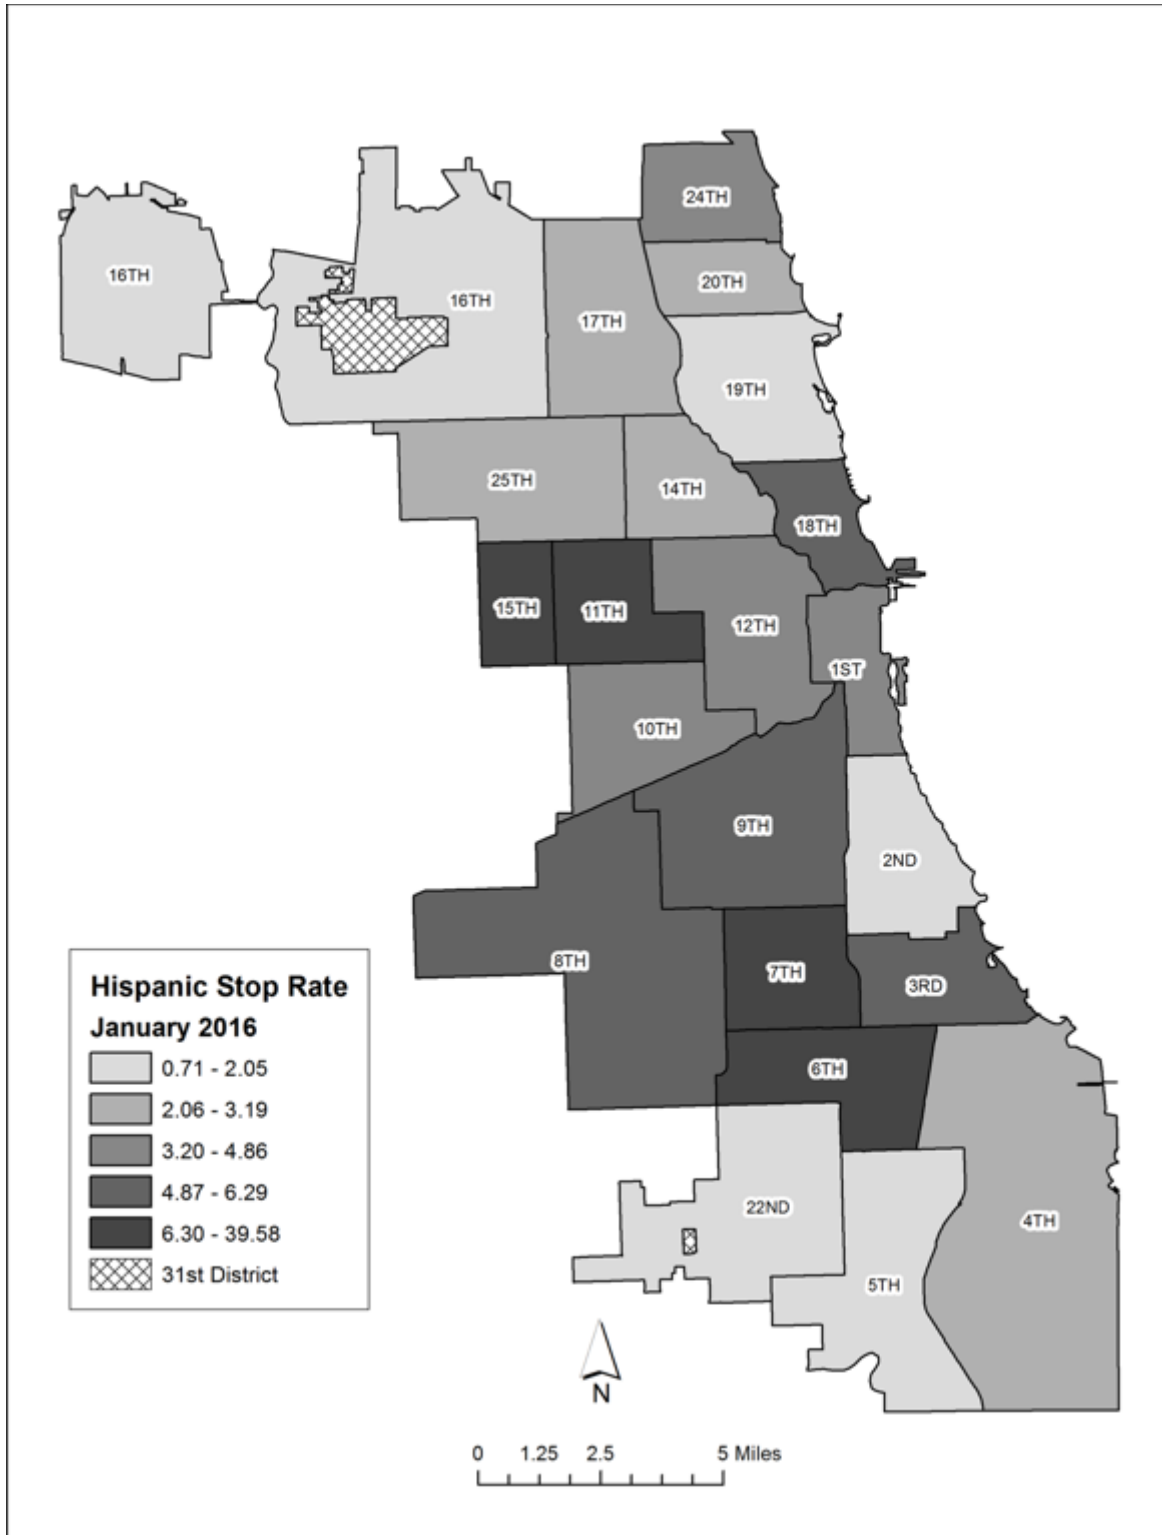 24TH
16TH
20TH
16TH
17TH
19TH
25TH
14TH
18TH
15TH
11TH
12TH
1ST
10TH
9TH
2ND
8TH
7TH
3RD
6TH
22ND
4TH
5TH
Hispanic Stop Rate
January 2016
0.71 - 2.05
2.06 - 3.19
3.20 - 4.86
4.87 - 6.29
6.30 - 39.58
31st District
N
0 1.25 2.5 5 Miles